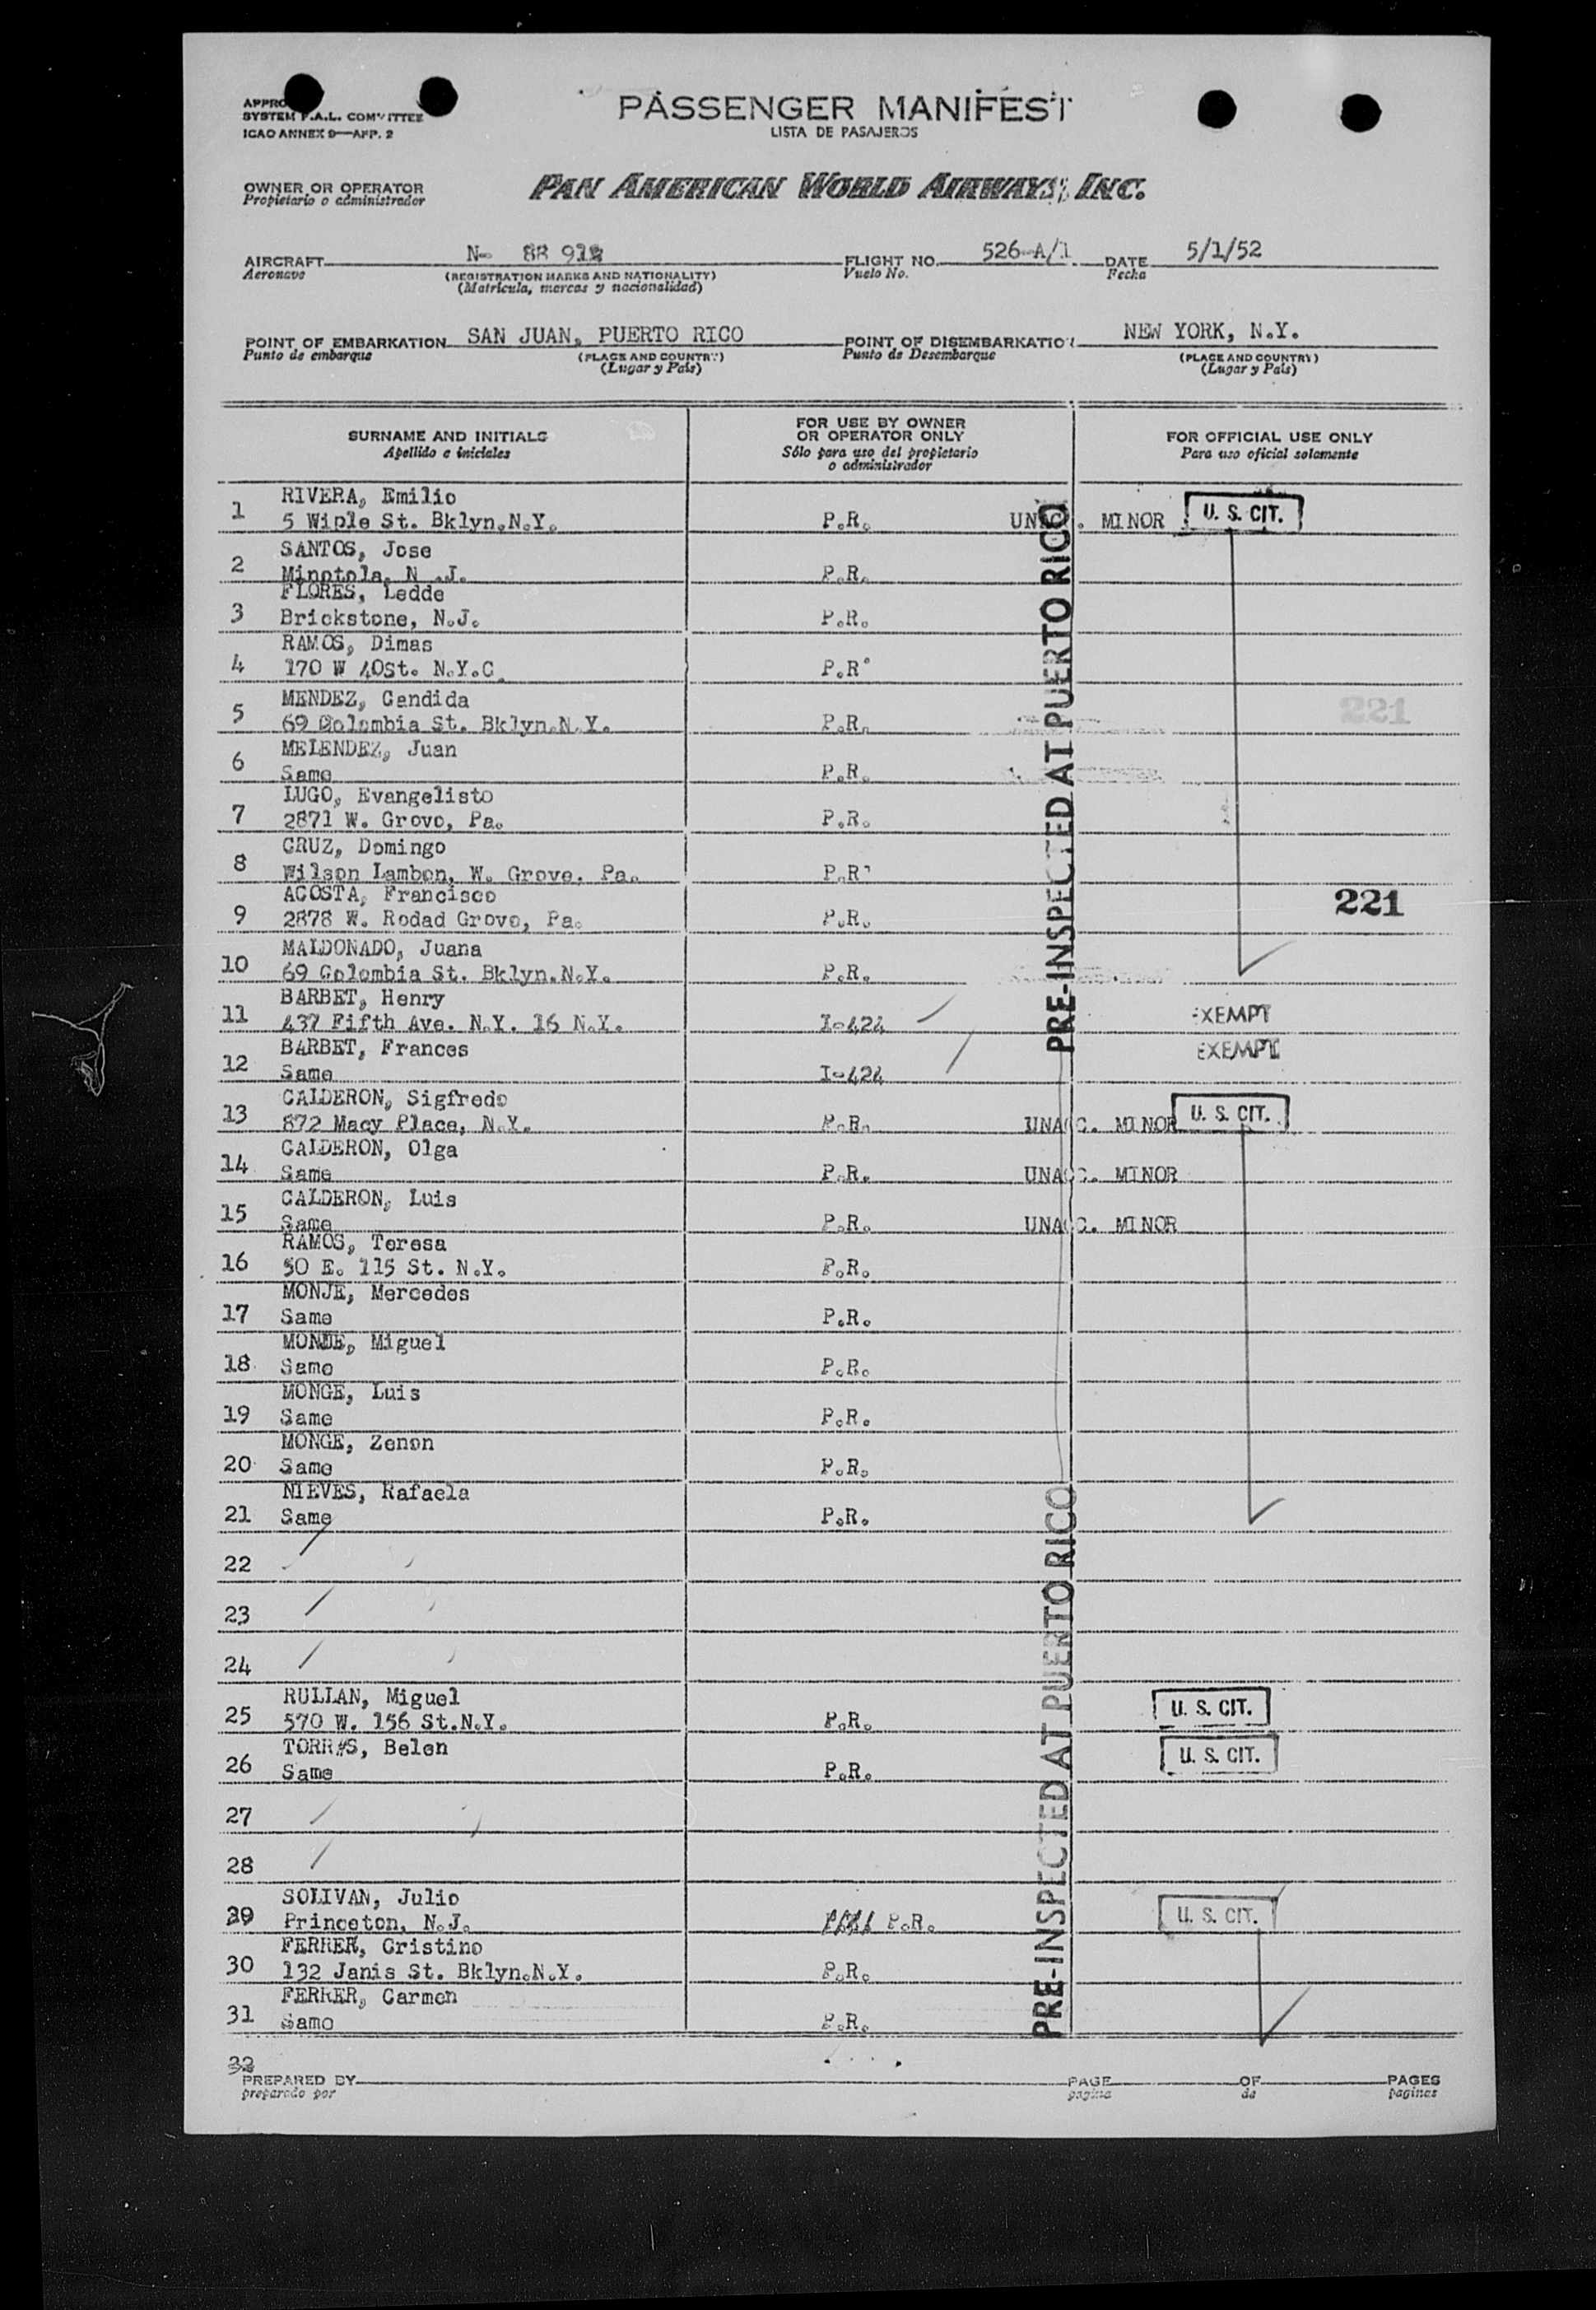 PASSENGER MANIFEST
LISTA DE PASAJEROS
SYSTEM F.A.L. COMMITTEE
ICAO ANNEX 9—APP. 2
OWNER OR OPERATOR
Propietario o administrador
PAN AMERICAN WORLD AIRWAYS, INC.
AIRCRAFT N- 88
Aeronave
(REGISTRATION MARKS AND NATIONALITY)
(Matrícula, marcas y nacionalidad)
FLIGHT NO. 526-A/1 DATE 5/1/52
Vuelo No. Fecha
POINT OF EMBARKATION SAN JUAN, PUERTO RICO
Punto de embarque
(PLACE AND COUNTRY)
(Lugar y País)
POINT OF DISEMBARKATION NEW YORK, N.Y.
Punto de Desembarque
(PLACE AND COUNTRY)
(Lugar y País)
SURNAME AND INITIALS
Apellido e iniciales
FOR USE BY OWNER
OR OPERATOR ONLY
Sólo para uso del propietario
o administrador
FOR OFFICIAL USE ONLY
Para uso oficial solamente
1 RIVERA, Emilio
5 Wiple St. Bklyn.N.Y. P.R. UNACC. MINOR U. S. CIT.
2 SANTOS, Jose
Minotola, N .J. P.R.
3 FLORES, Ledde
Brickstone, N.J. P.R.
4 RAMOS, Dimas
170 W 40St. N.Y.C. P.R.
5 MENDEZ, Candida
69 Colombia St. Bklyn.N.Y. P.R.
221
6 MELENDEZ, Juan
Same P.R.
7 LUGO, Evangelisto
2871 W. Grove, Pa. P.R.
8 CRUZ, Domingo
Wilson Lambon, W. Grove. Pa. P.R.
9 ACOSTA, Francisco
2878 W. Rodad Grove, Pa. P.R.
221
10 MALDONADO, Juana
69 Colombia St. Bklyn.N.Y. P.R.
11 BARBET, Henry
437 Fifth Ave. N.Y. 16 N.Y. I-424 EXEMPT
12 BARBET, Frances
Same I-424 EXEMPT
13 CALDERON, Sigfredo
872 Macy Place, N.Y. P.R. UNACC. MINOR U. S. CIT.
14 CALDERON, Olga
Same P.R. UNACC. MINOR
15 CALDERON, Luis
Same P.R. UNACC. MINOR
16 RAMOS, Teresa
50 E. 115 St. N.Y. P.R.
17 MONJE, Mercedes
Same P.R.
18 MONJE, Miguel
Same P.R.
19 MONGE, Luis
Same P.R.
20 MONGE, Zenon
Same P.R.
21 NIEVES, Rafaela
Same P.R.
22
23
24
25 RULLAN, Miguel
570 W. 156 St.N.Y. P.R. U. S. CIT.
26 TORRES, Belen
Same P.R. U. S. CIT.
27
28
29 SOLIVAN, Julio
Princeton, N.J. P.R. U. S. CIT.
30 FERRER, Cristino
132 Janis St. Bklyn.N.Y. P.R.
31 FERRER, Carmen
Same P.R.
32
PRE-INSPECTED AT PUERTO RICO
PRE-INSPECTED AT PUERTO RICO
PREPARED BY PAGE OF PAGES
preparado por pagina de paginas